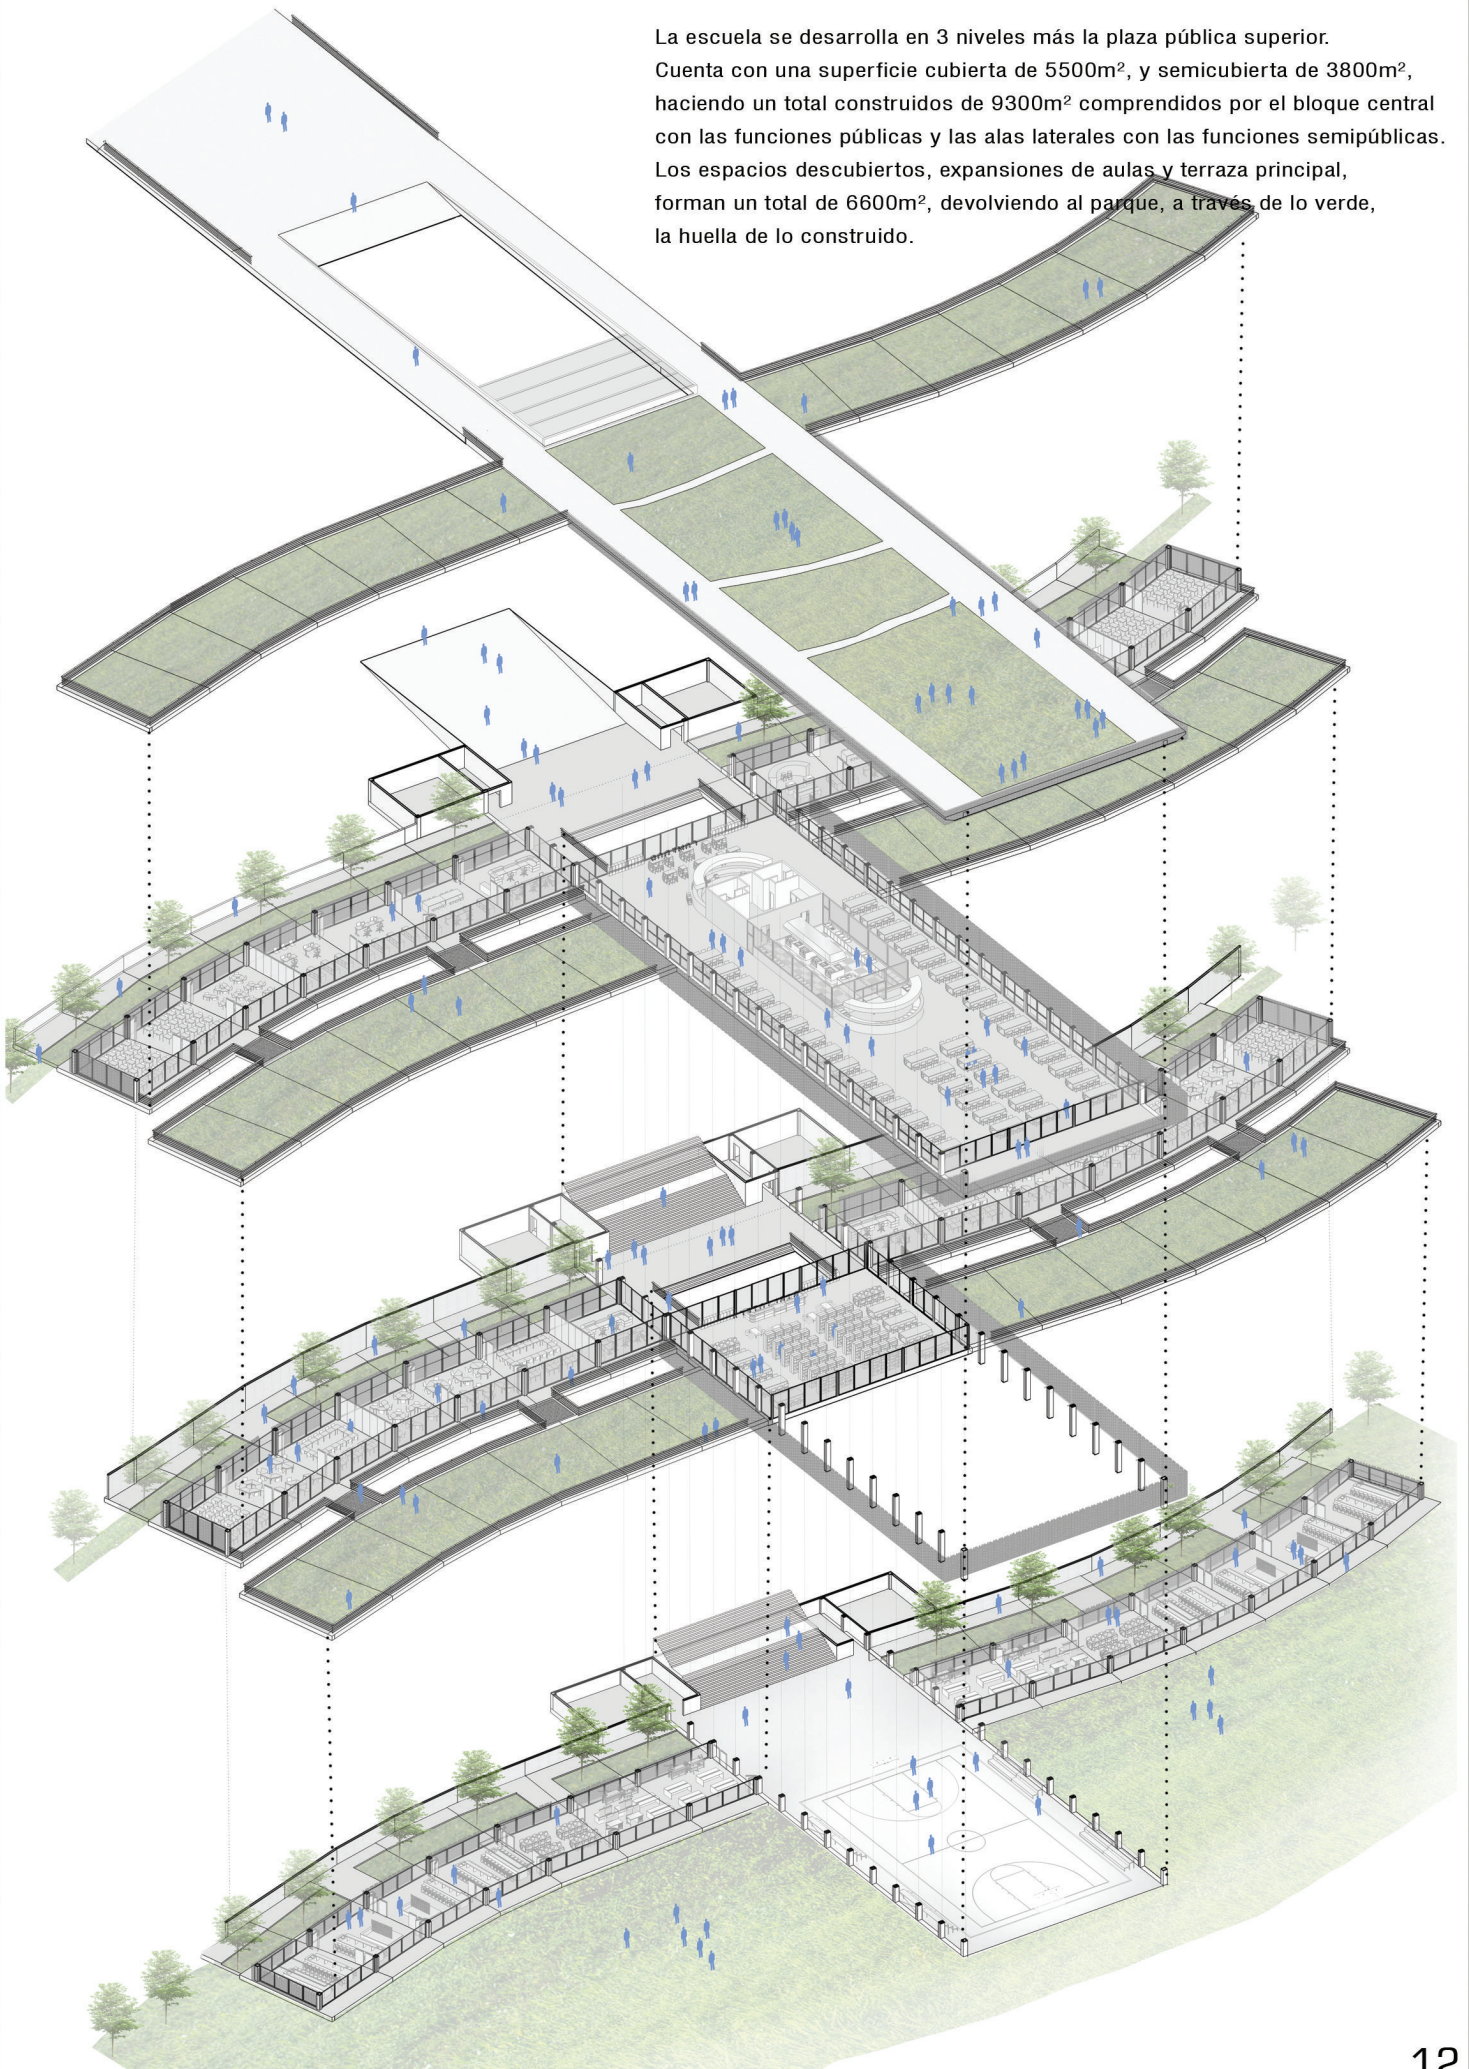 La escuela se desarrolla en 3 niveles más la plaza pública superior.
Cuenta con una superficie cubierta de 5500m², y semicubierta de 3800m²,
haciendo un total construidos de 9300m² comprendidos por el bloque central
con las funciones públicas y las alas laterales con las funciones semipúblicas.
Los espacios descubiertos, expansiones de aulas y terraza principal,
forman un total de 6600m², devolviendo al parque, a través de lo verde,
la huella de lo construido.
12